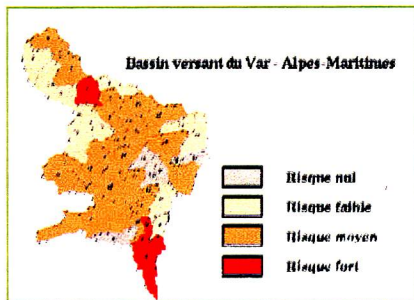 Bassin versant du Var - Alpes-Maritimes
Risque nul
Risque faible
Risque moyen
Risque fort